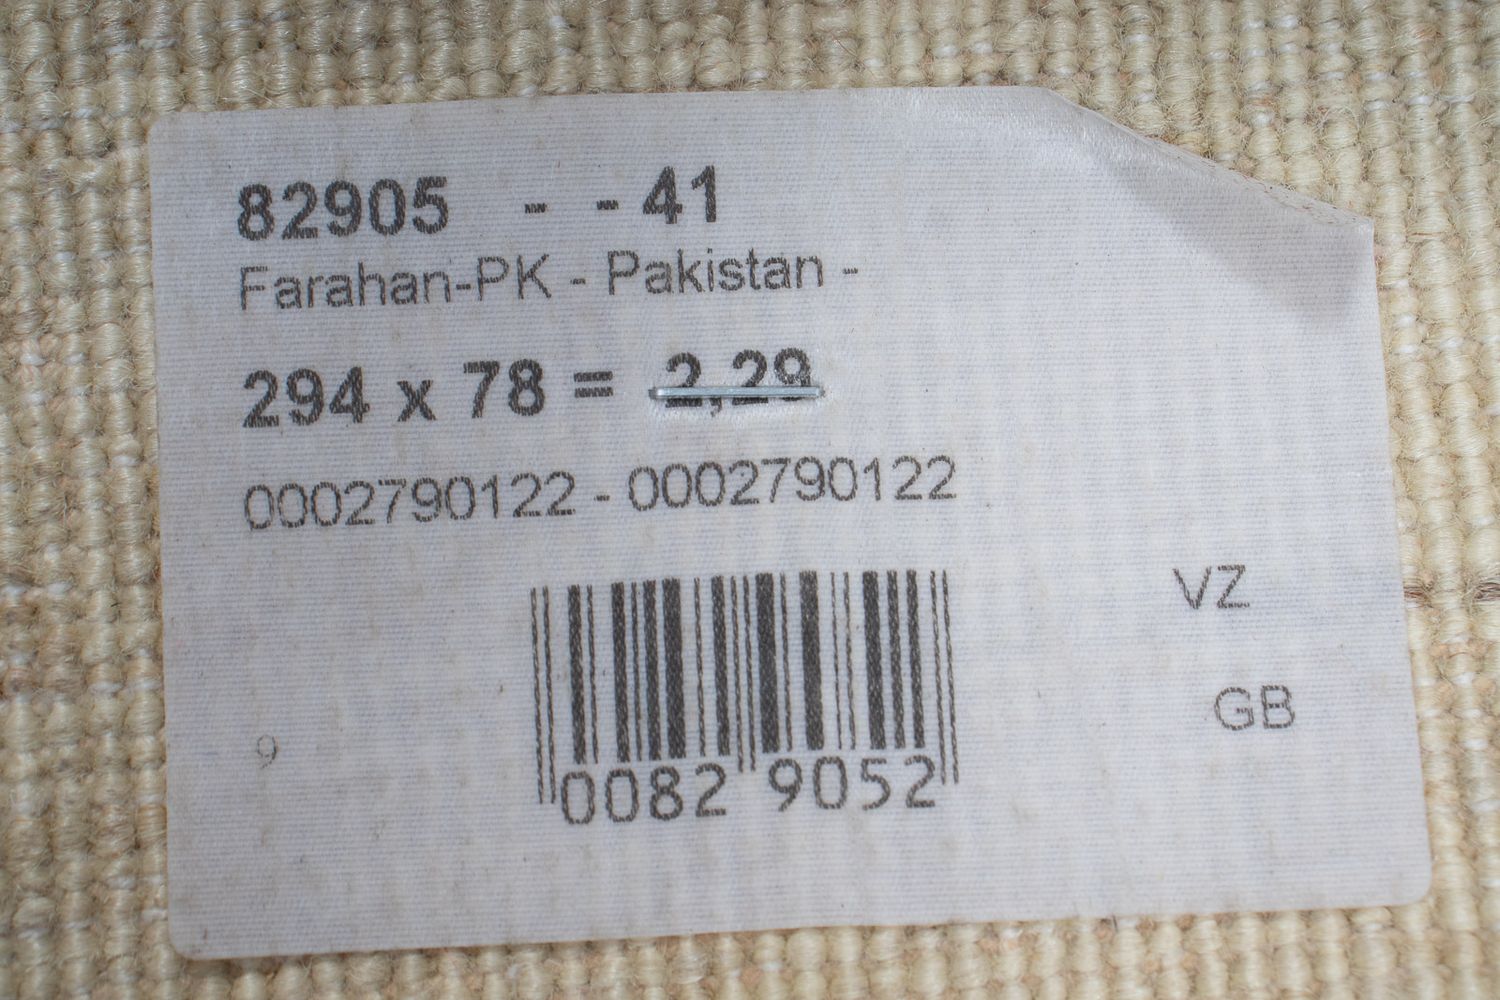 82905 - - 41
Farahan-PK - Pakistan -
294 x 78 = 2,29
0002790122 - 0002790122
VZ
GB
9
0082 9052